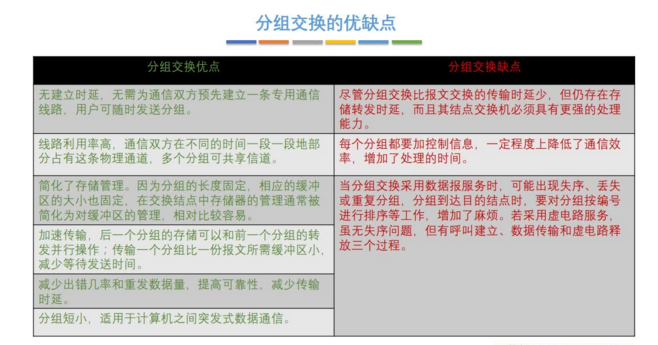 分组交换的优缺点
分组交换优点
分组交换缺点
无建立时延，无需为通信双方预先建立一条专用通信
线路，用户可随时发送分组。
尽管分组交换比报文交换的传输时延少，但仍存在存
储转发时延，而且其结点交换机必须具有更强的处理
能力。
线路利用率高，通信双方在不同的时间一段一段地部
分占有这条物理通道，多个分组可共享信道。
每个分组都要加控制信息，一定程度上降低了通信效
率，增加了处理的时间。
简化了存储管理。因为分组的长度固定，相应的缓冲
区的大小也固定，在交换结点中存储器的管理通常被
简化为对缓冲区的管理，相对比较容易。
当分组交换采用数据报服务时，可能出现失序、丢失
或重复分组，分组到达目的结点时，要对分组按编号
进行排序等工作，增加了麻烦。若采用虚电路服务，
虽无失序问题，但有呼叫建立、数据传输和虚电路释
放三个过程。
加速传输，后一个分组的存储可以和前一个分组的转
发并行操作；传输一个分组比一份报文所需缓冲区小，
减少等待发送时间。
减少出错几率和重发数据量，提高可靠性，减少传输
时延。
分组短小，适用于计算机之间突发式数据通信。